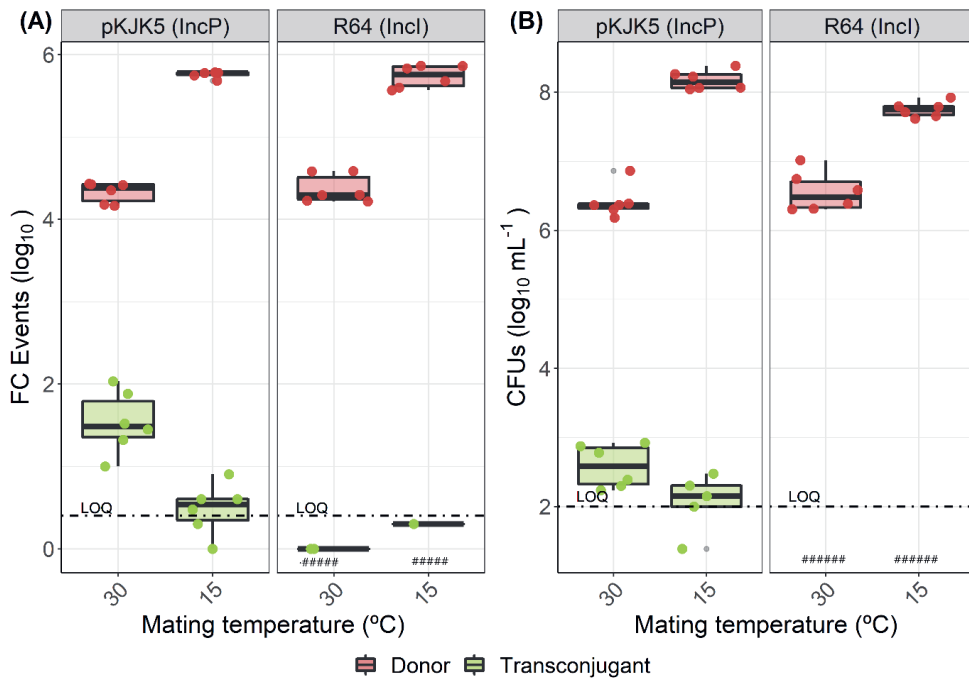 (A)
pKJK5 (IncP)
R64 (IncI)
FC Events (log10)
6
4
2
0
LOQ
LOQ
#####
#####
30
15
30
15
Mating temperature (ºC)
(B)
pKJK5 (IncP)
R64 (IncI)
CFUs (log10 mL-1)
8
6
4
2
LOQ
LOQ
######
######
30
15
30
15
Mating temperature (ºC)
Donor
Transconjugant